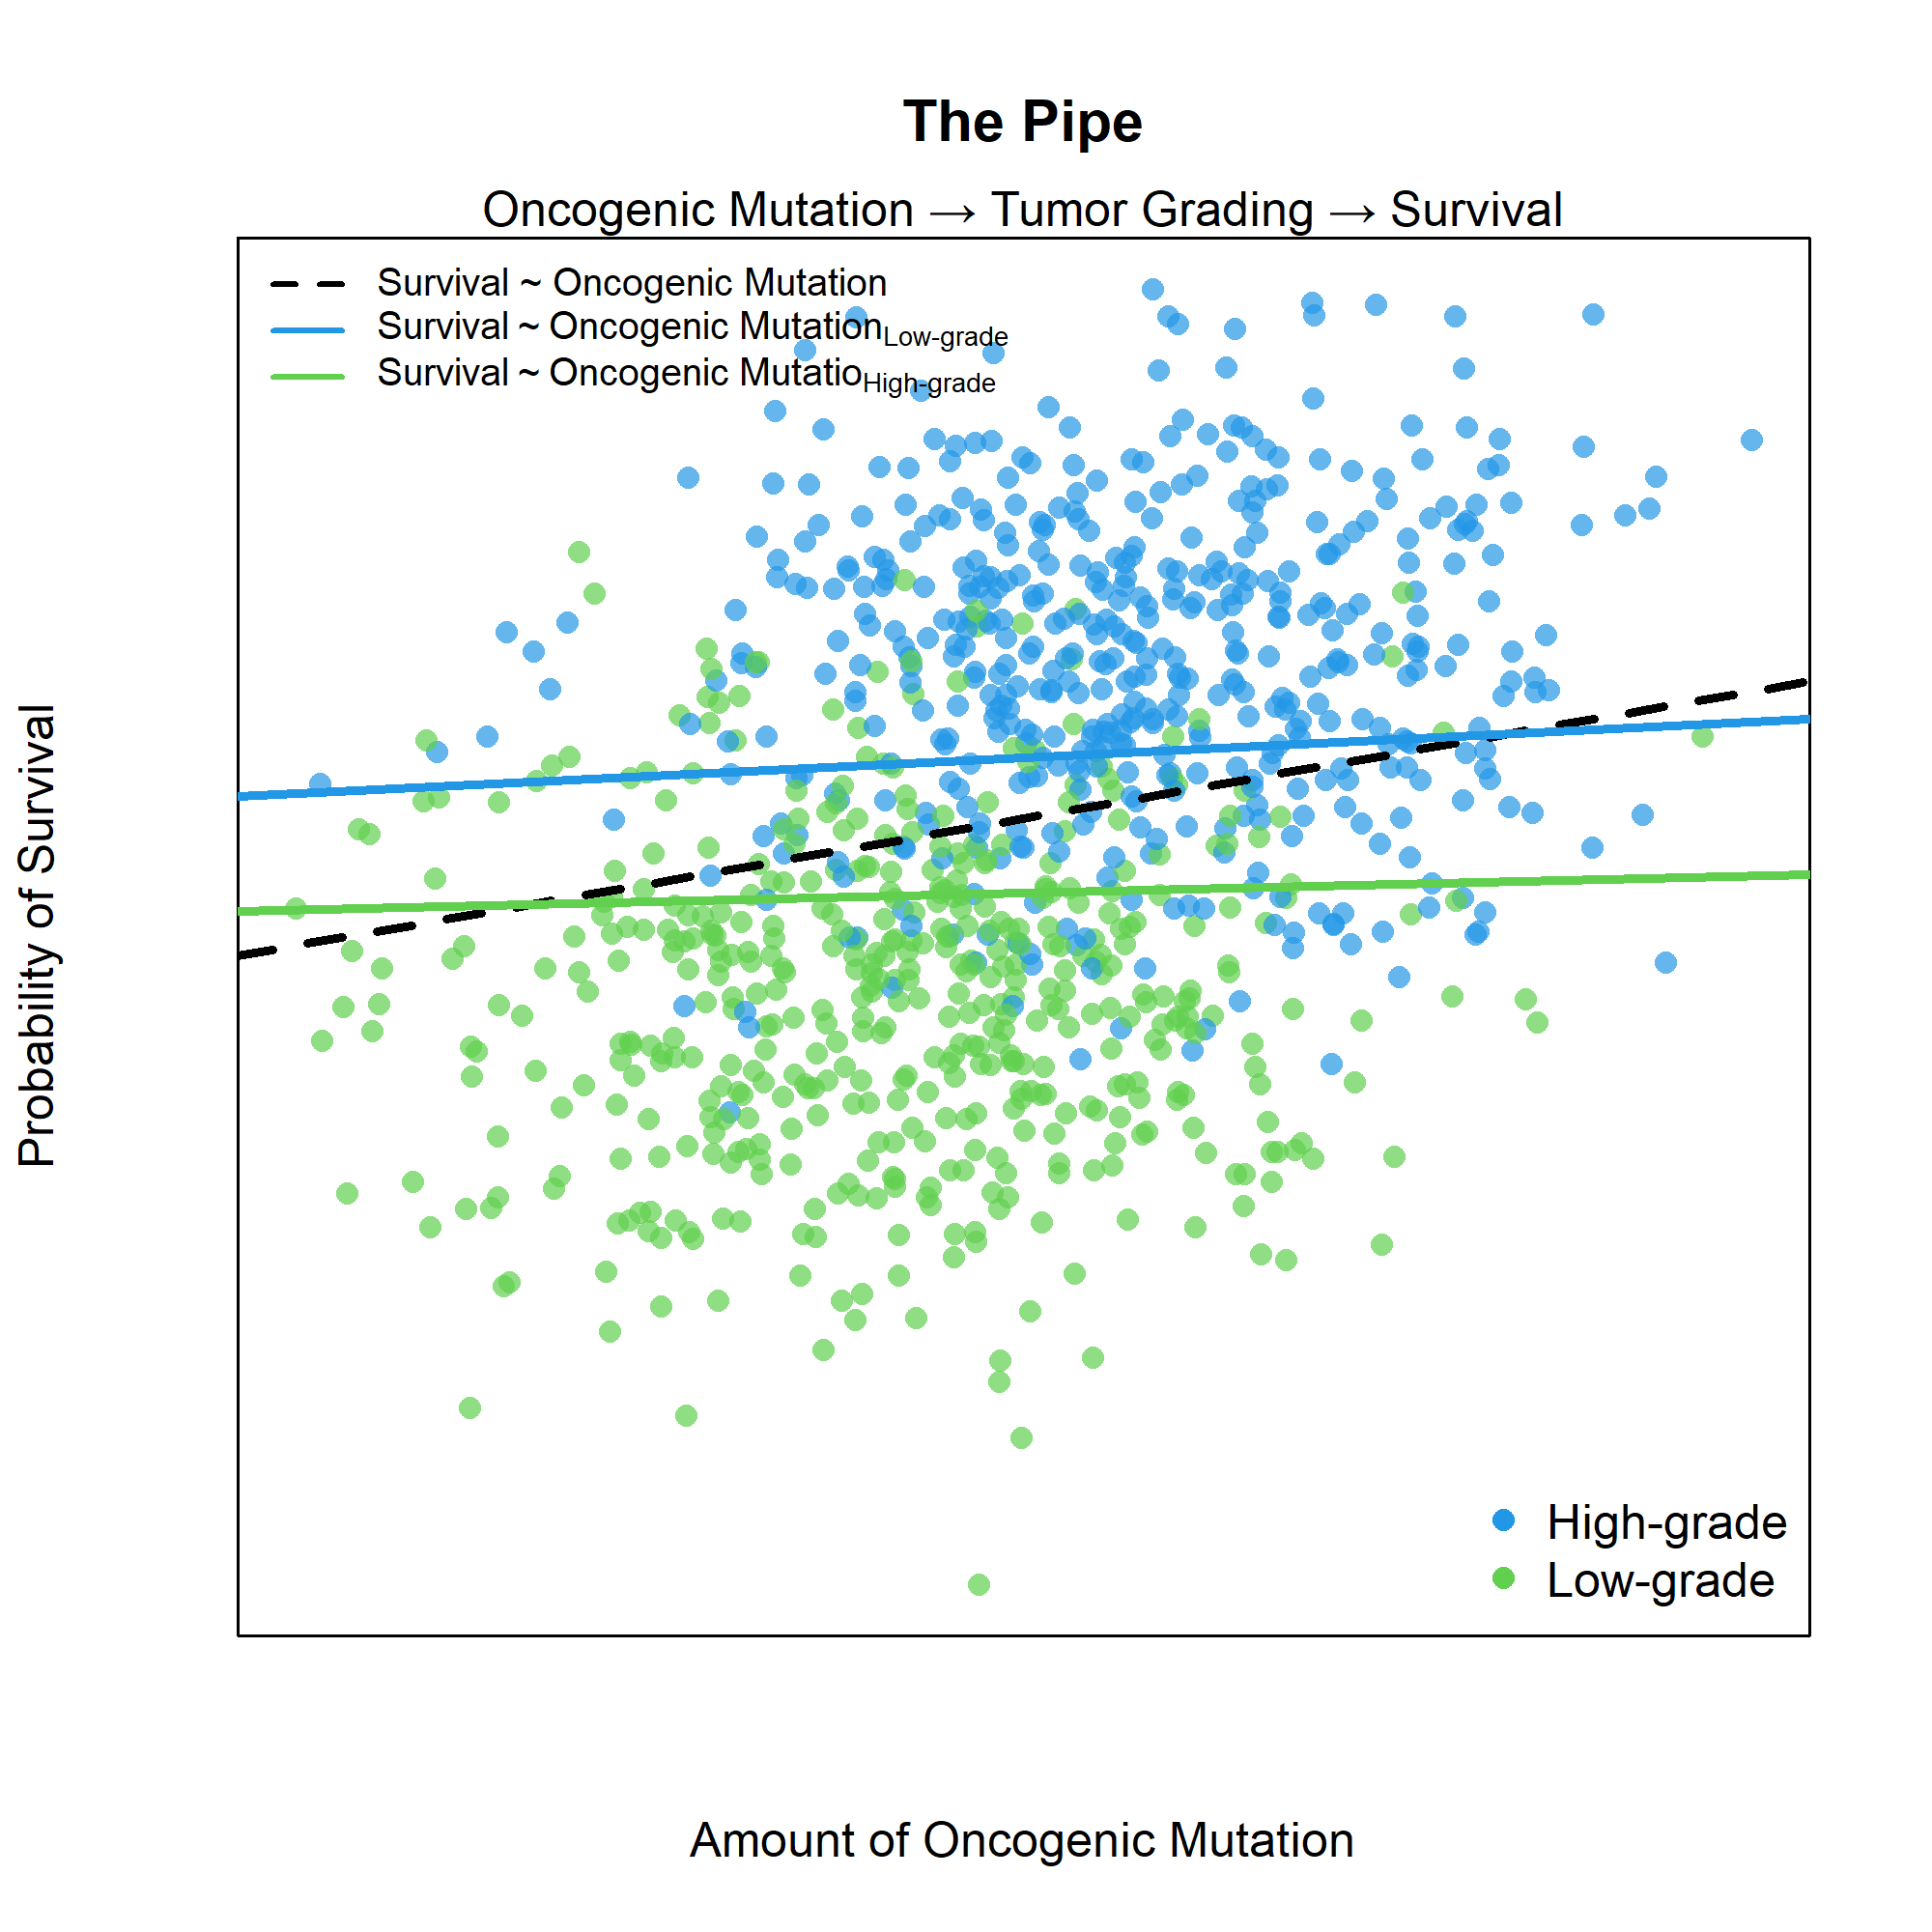 The Pipe
Oncogenic Mutation → Tumor Grading → Survival
Survival ~ Oncogenic Mutation
Survival ~ Oncogenic MutationLow-grade
Survival ~ Oncogenic MutatioHigh-grade
Probability of Survival
High-grade
Low-grade
Amount of Oncogenic Mutation